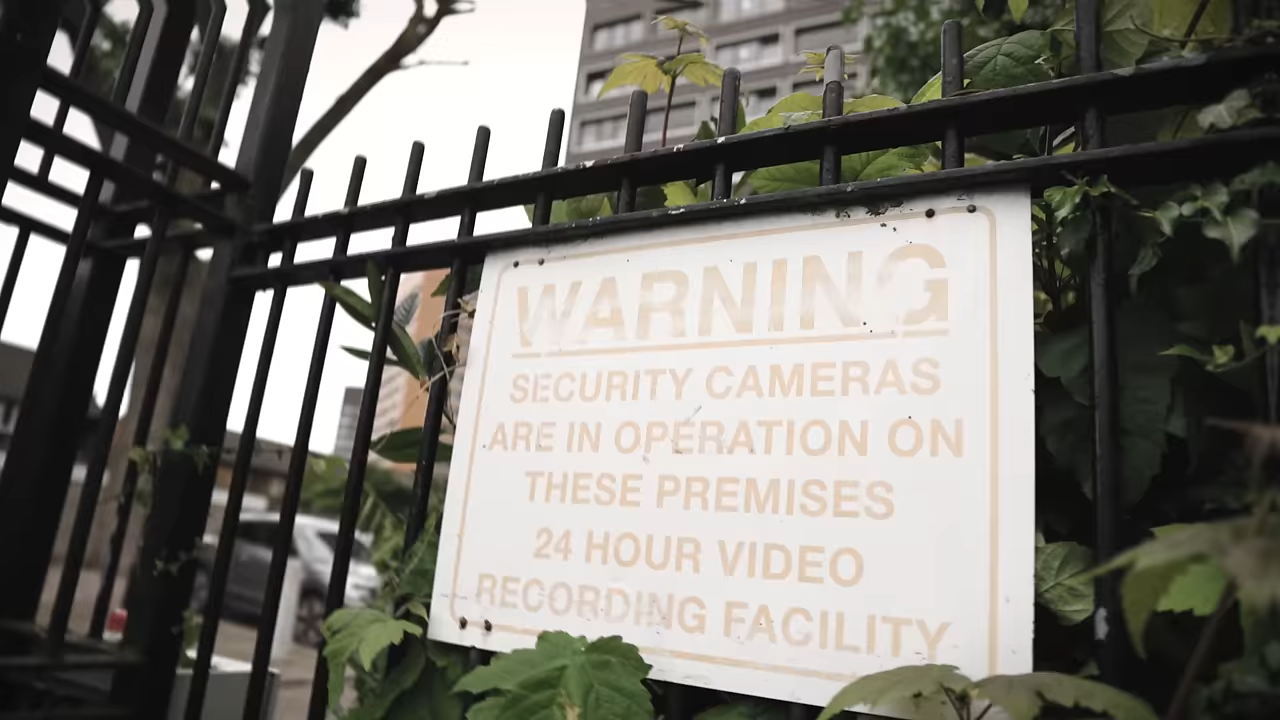 WARNING
SECURITY CAMERAS
ARE IN OPERATION ON
THESE PREMISES
24 HOUR VIDEO
RECORDING FACILITY